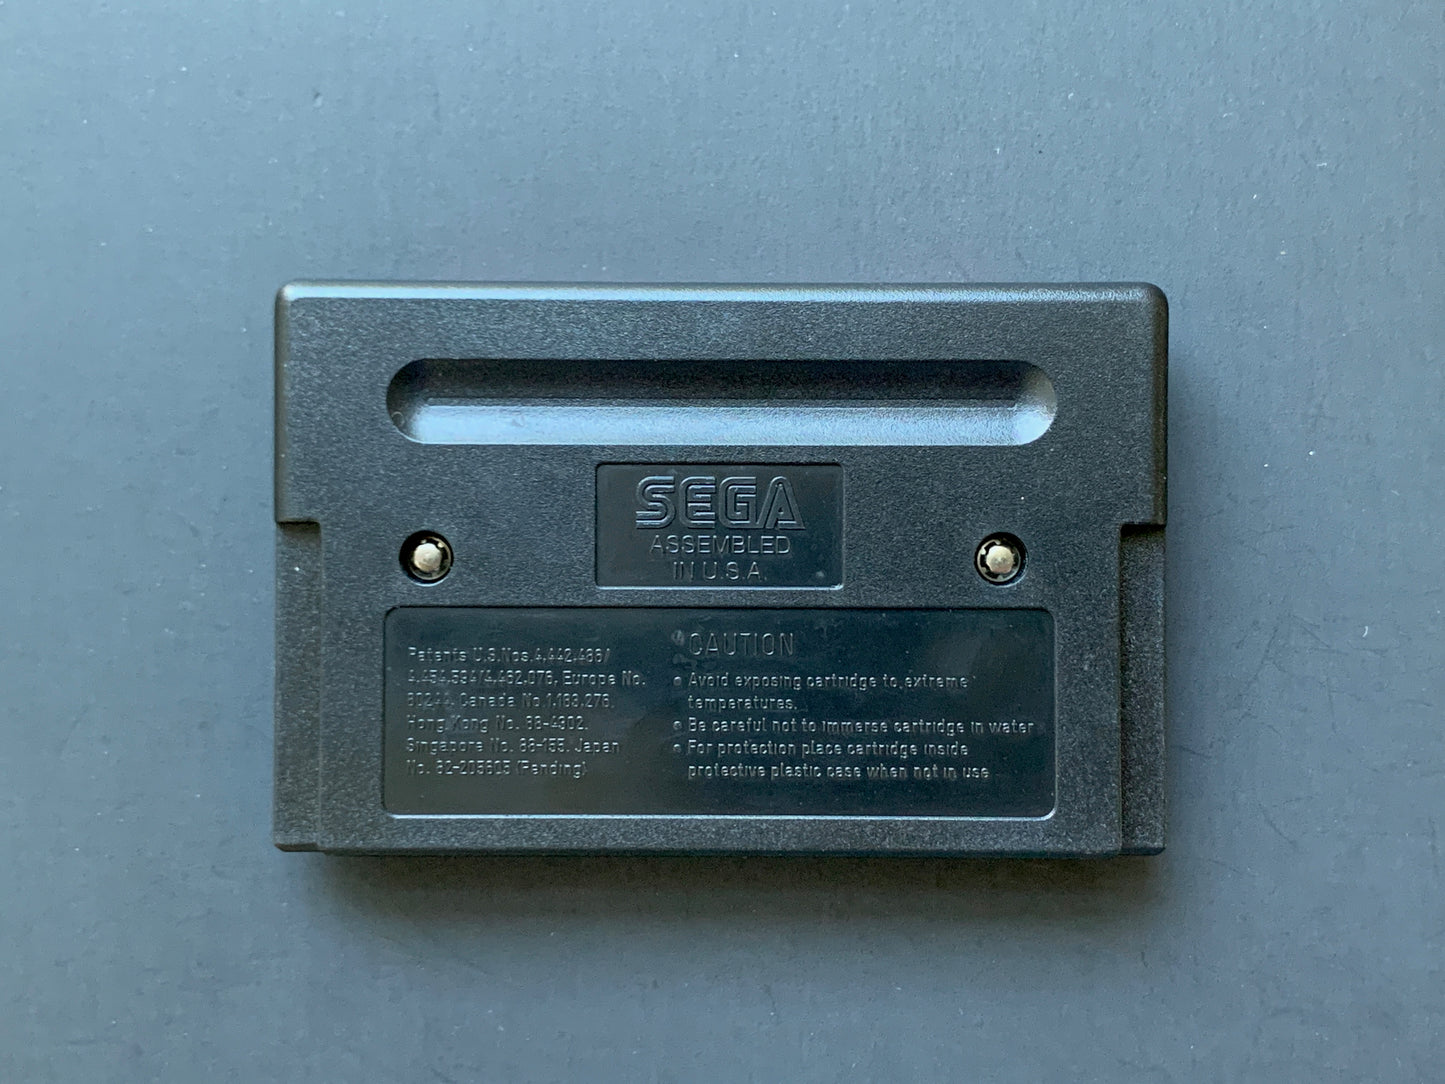 SEGA
ASSEMBLED
IN U.S.A.
Patents U.S.Nos.4,442,486/
4,454,594/4,462,076, Europe No.
80244, Canada No.1,183,276,
Hong Kong No. 88-4302,
Singapore No. 88-155, Japan
No. 82-205605 (Pending)
CAUTION
• Avoid exposing cartridge to extreme
temperatures.
• Be careful not to immerse cartridge in water
• For protection place cartridge inside
protective plastic case when not in use